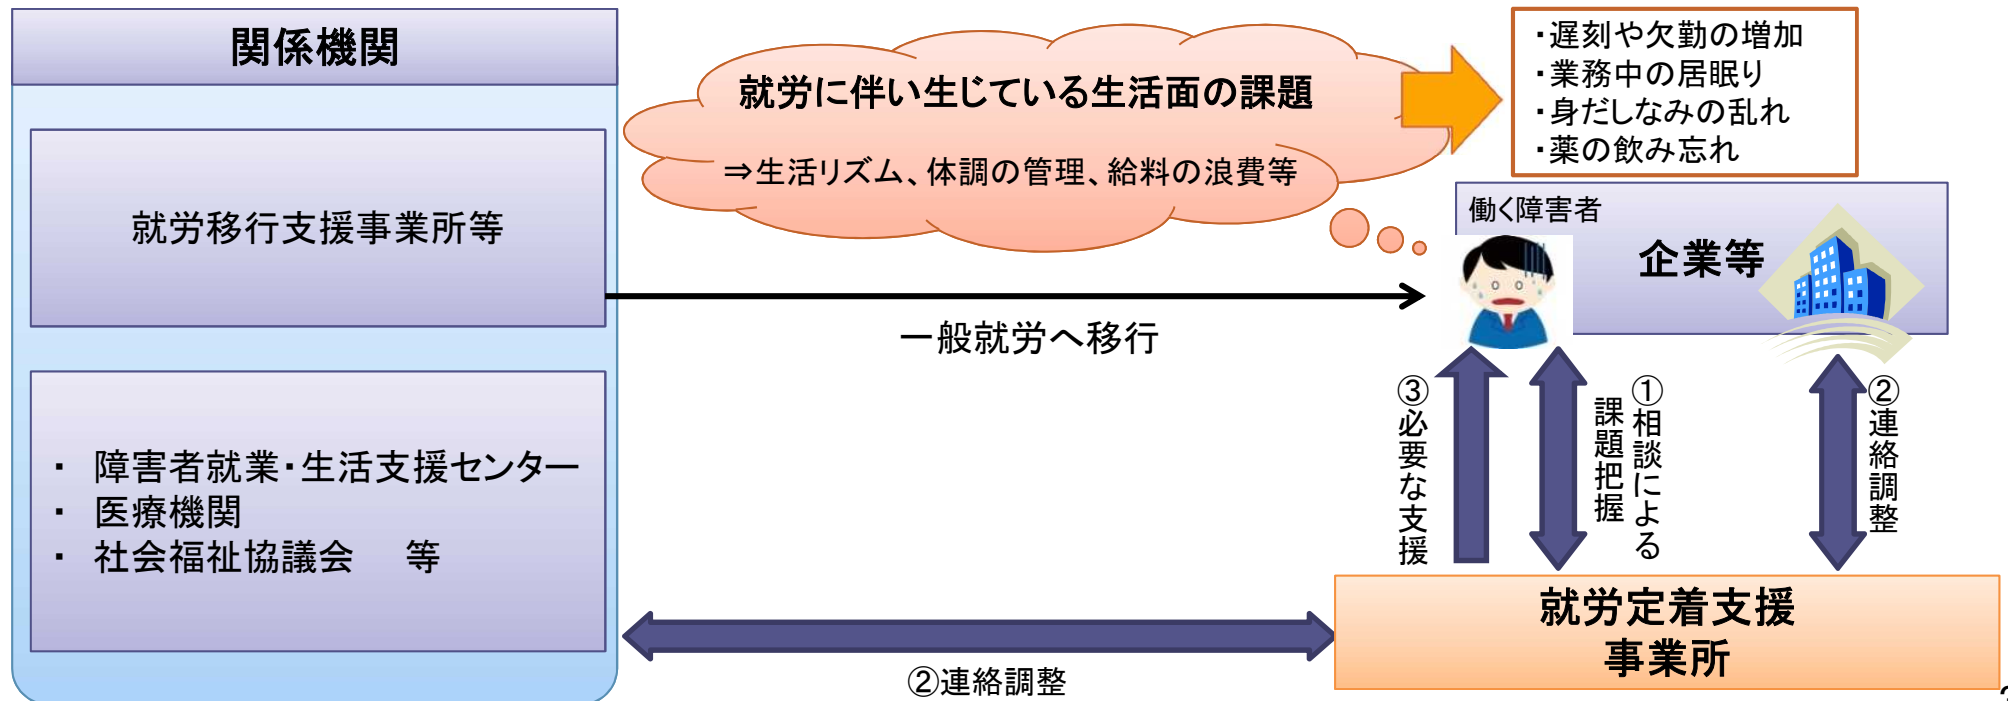 関係機関
就労移行支援事業所等
・ 障害者就業・生活支援センター
・ 医療機関
・ 社会福祉協議会 等
就労に伴い生じている生活面の課題
⇒生活リズム、体調の管理、給料の浪費等
・遅刻や欠勤の増加
・業務中の居眠り
・身だしなみの乱れ
・薬の飲み忘れ
働く障害者
企業等
一般就労へ移行
③必要な支援
①相談による
課題把握
②連絡調整
就労定着支援
事業所
②連絡調整